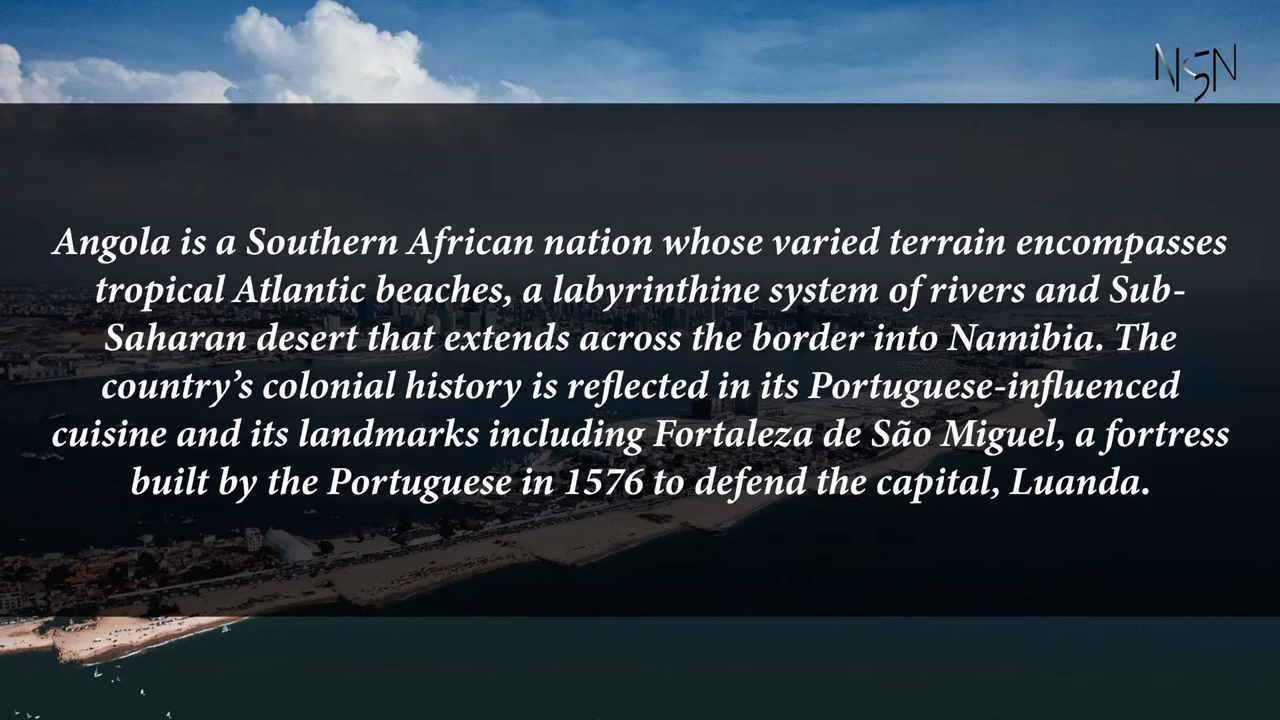 NSN
Angola is a Southern African nation whose varied terrain encompasses
tropical Atlantic beaches, a labyrinthine system of rivers and Sub-
Saharan desert that extends across the border into Namibia. The
country’s colonial history is reflected in its Portuguese-influenced
cuisine and its landmarks including Fortaleza de São Miguel, a fortress
built by the Portuguese in 1576 to defend the capital, Luanda.